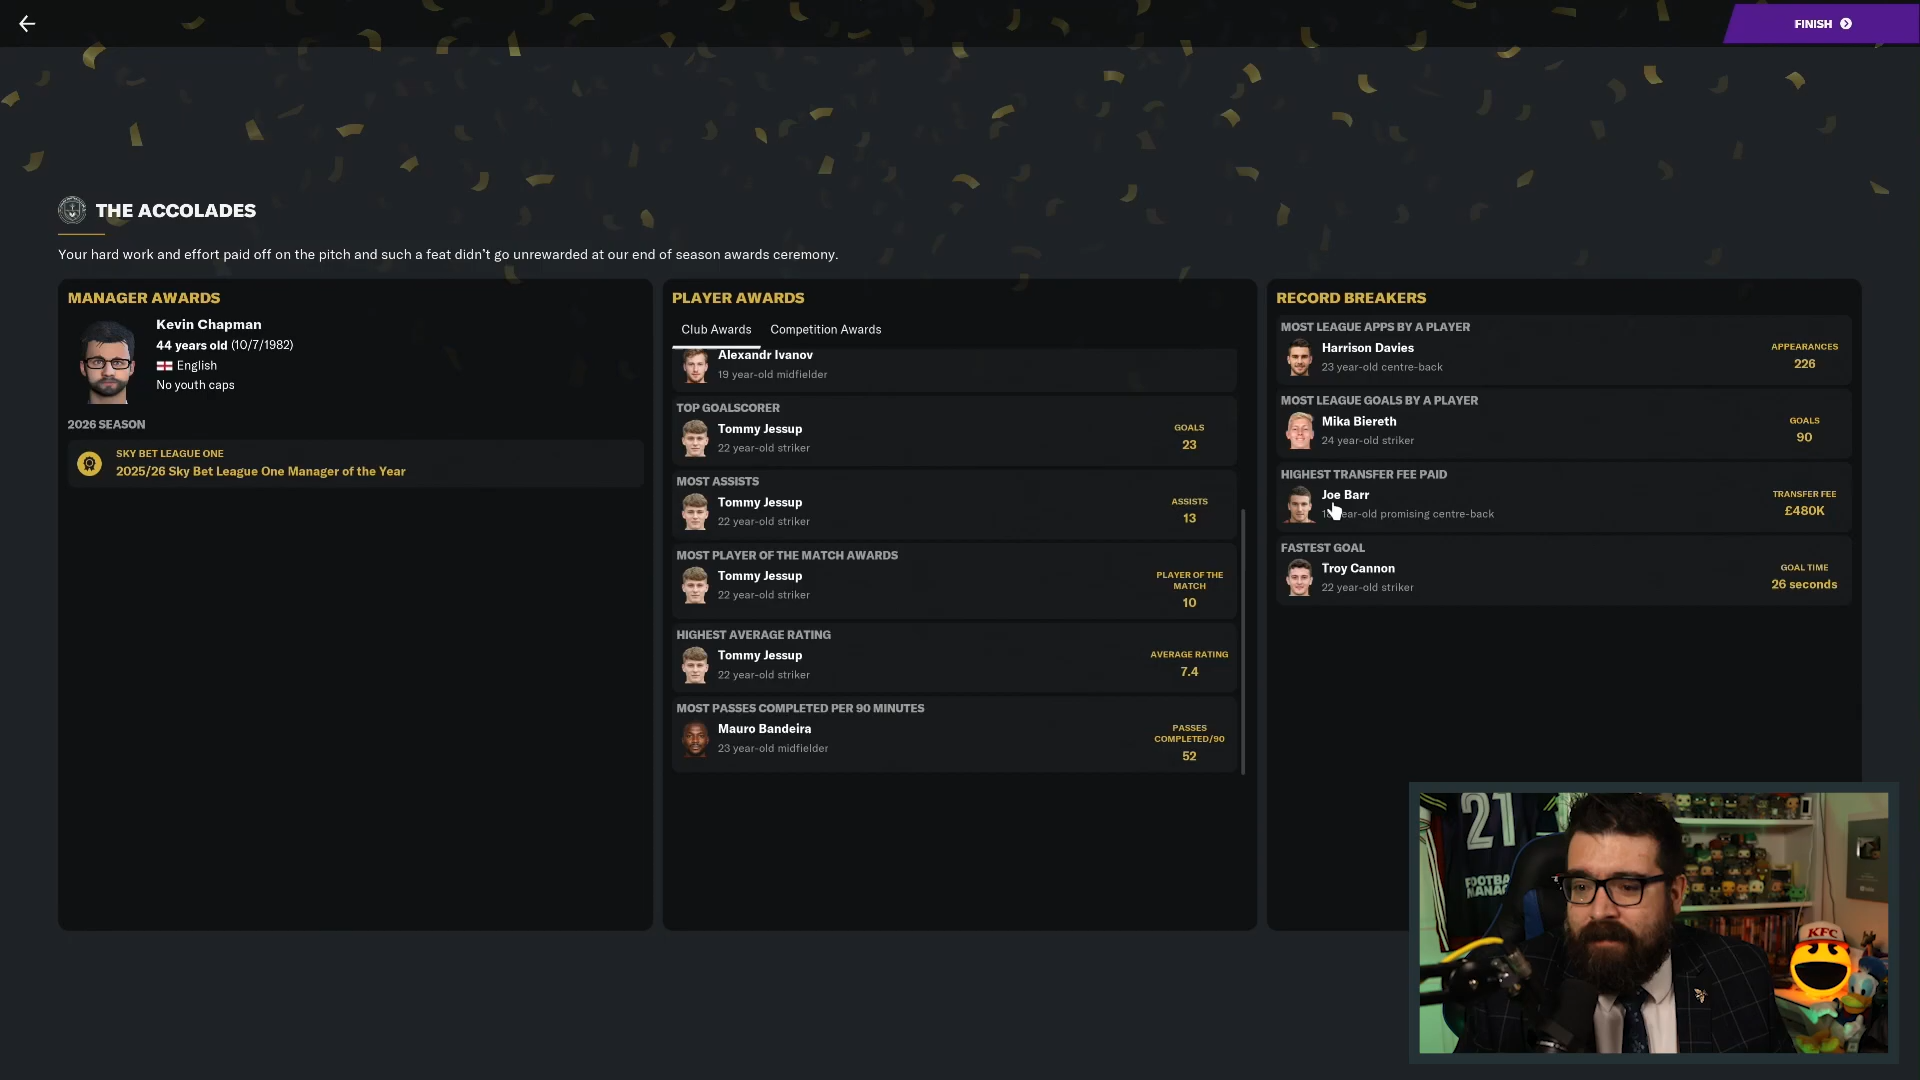 FINISH
THE ACCOLADES
Your hard work and effort paid off on the pitch and such a feat didn't go unrewarded at our end of season awards ceremony.
MANAGER AWARDS
Kevin Chapman
44 years old (10/7/1982)
English
No youth caps
2026 SEASON
SKY BET LEAGUE ONE
2025/26 Sky Bet League One Manager of the Year
PLAYER AWARDS
Club Awards Competition Awards
Alexandr Ivanov
19 year-old midfielder
TOP GOALSCORER
Tommy Jessup
22 year-old striker
GOALS
23
MOST ASSISTS
Tommy Jessup
22 year-old striker
ASSISTS
13
MOST PLAYER OF THE MATCH AWARDS
Tommy Jessup
22 year-old striker
PLAYER OF THE
MATCH
10
HIGHEST AVERAGE RATING
Tommy Jessup
22 year-old striker
AVERAGE RATING
7.4
MOST PASSES COMPLETED PER 90 MINUTES
Mauro Bandeira
23 year-old midfielder
PASSES
COMPLETED/90
52
RECORD BREAKERS
MOST LEAGUE APPS BY A PLAYER
Harrison Davies
23 year-old centre-back
APPEARANCES
226
MOST LEAGUE GOALS BY A PLAYER
Mika Biereth
24 year-old striker
GOALS
90
HIGHEST TRANSFER FEE PAID
Joe Barr
promising centre-back
TRANSFER FEE
£480K
FASTEST GOAL
Troy Cannon
22 year-old striker
GOAL TIME
26 seconds
21
KFC